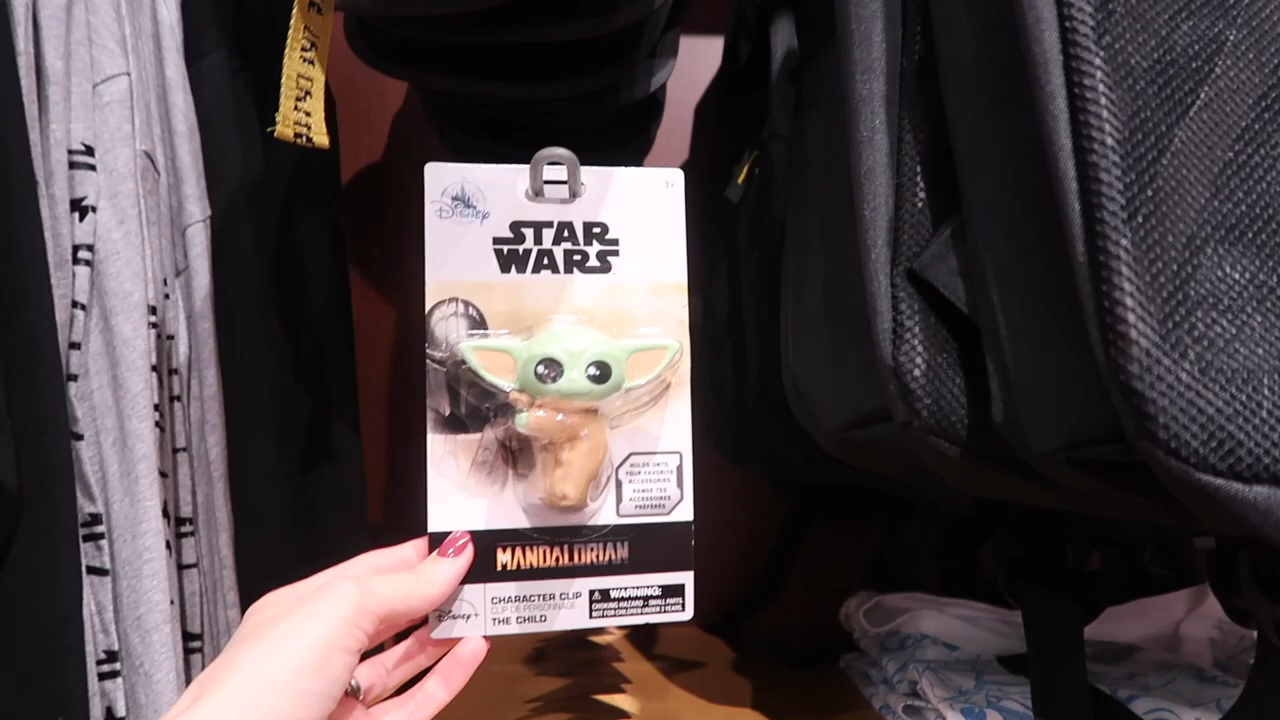 Disney
3+
STAR
WARS
HOLDS ONTO
YOUR FAVORITE
ACCESSORIES
RANGE TES
ACCESSOIRES
PRÉFÉRÉS
MANDALORIAN
Disney+
CHARACTER CLIP
CLIP DE PERSONNAGE
THE CHILD
WARNING:
CHOKING HAZARD - SMALL PARTS.
NOT FOR CHILDREN UNDER 3 YEARS.